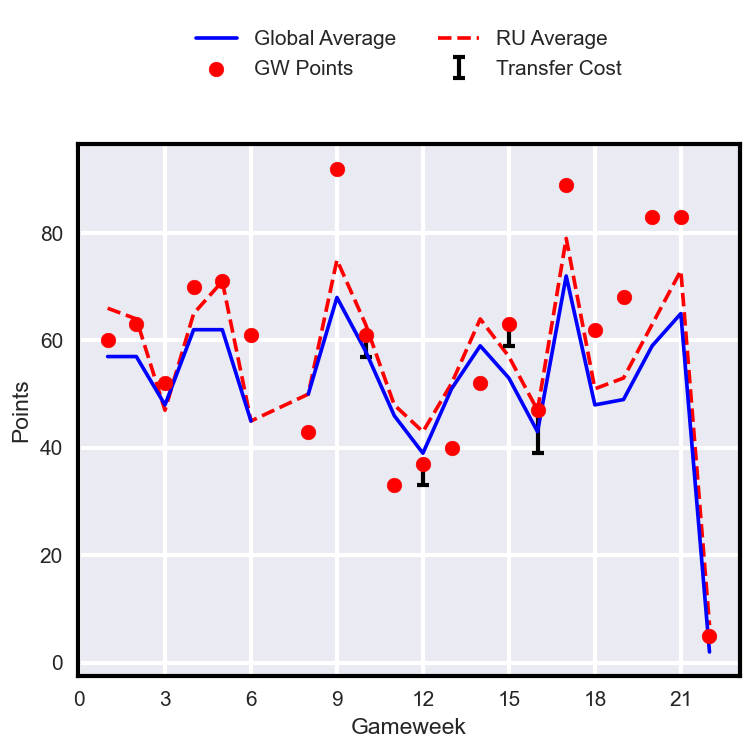 Global Average RU Average
GW Points Transfer Cost
Points
80
60
40
20
0
0 3 6 9 12 15 18 21
Gameweek